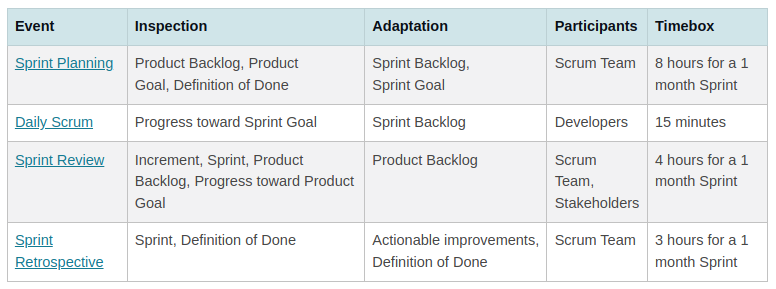 Event Inspection Adaptation Participants Timebox
Sprint Planning Product Backlog, Product Sprint Backlog, Scrum Team 8 hours for a 1
Goal, Definition of Done Sprint Goal month Sprint
Daily Scrum Progress toward Sprint Goal Sprint Backlog Developers 15 minutes
Sprint Review Increment, Sprint, Product Product Backlog Scrum 4 hours for a 1
Backlog, Progress toward Product Team, month Sprint
Goal Stakeholders
Sprint Sprint, Definition of Done Actionable improvements, Scrum Team 3 hours for a 1
Retrospective Definition of Done month Sprint